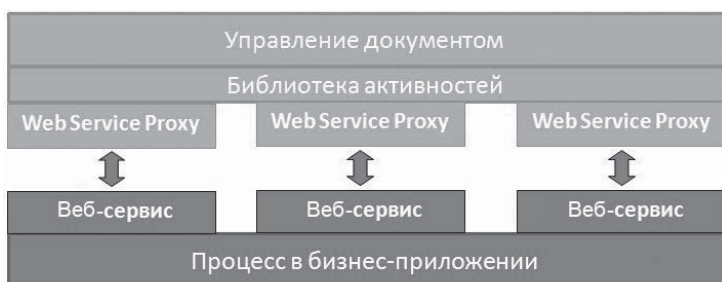 Управление документом
Библиотека активностей
Web Service Proxy Web Service Proxy Web Service Proxy
Веб-сервис Веб-сервис Веб-сервис
Процесс в бизнес-приложении